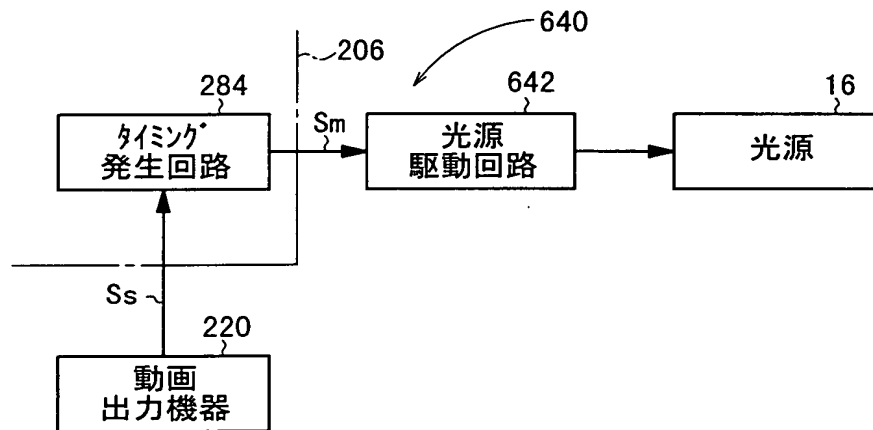 640
206
284
642
16
ﾀｲﾐﾝｸﾞ
発生回路
Sm
光源
駆動回路
光源
Ss
220
動画
出力機器